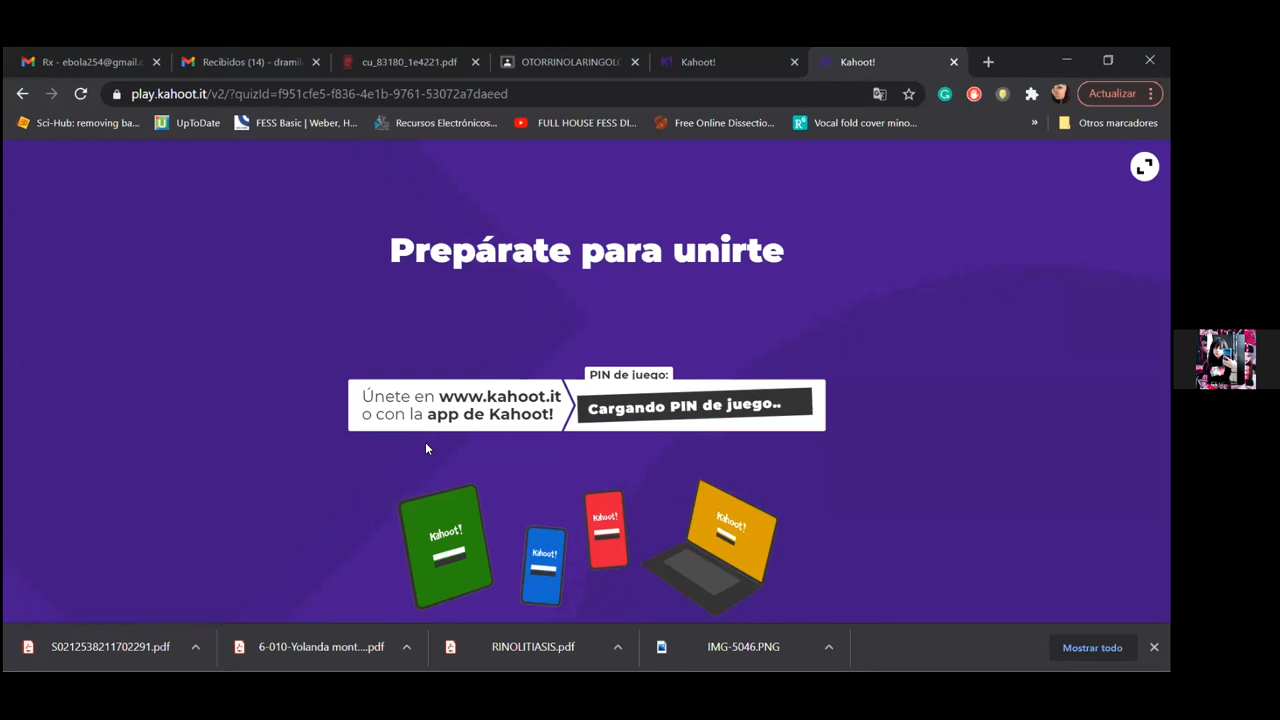 Rx - ebola254@gmail.c
Recibidos (14) - dramil
cu_83180_1e4221.pdf
OTORRINOLARINGOLO
Kahoot!
Kahoot!
play.kahoot.it/v2/?quizId=f951cfe5-f836-4e1b-9761-53072a7daeed
Actualizar
Sci-Hub: removing ba...
UpToDate
FESS Basic | Weber, H...
Recursos Electrónicos...
FULL HOUSE FESS DI...
Free Online Dissectio...
Vocal fold cover mino...
»
Otros marcadores
Prepárate para unirte
PIN de juego:
Únete en www.kahoot.it
o con la app de Kahoot!
Cargando PIN de juego..
Kahoot!
Kahoot!
Kahoot!
Kahoot!
S0212538211702291.pdf
6-010-Yolanda mont....pdf
RINOLITIASIS.pdf
IMG-5046.PNG
Mostrar todo